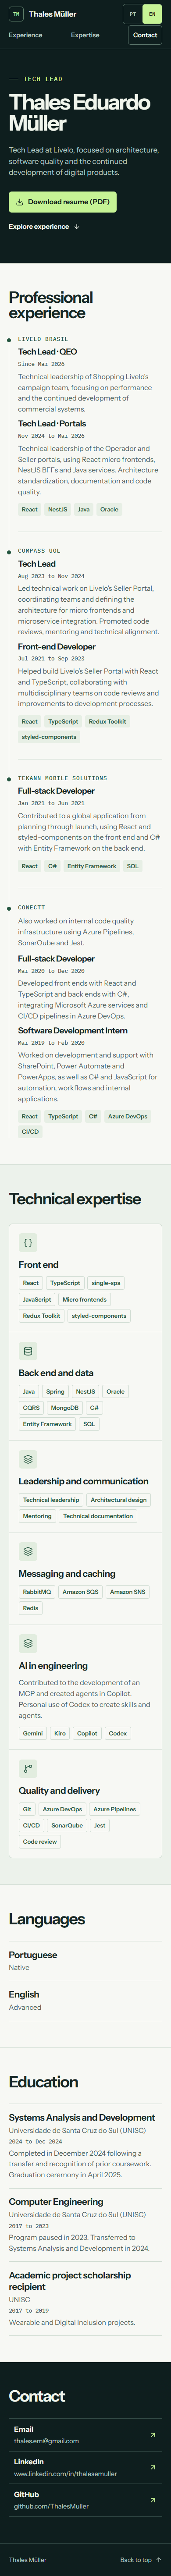 TM Thales Müller PT EN
Experience Expertise Contact
TECH LEAD
Thales Eduardo
Müller
Tech Lead at Livelo, focused on architecture,
software quality and the continued
development of digital products.
Download resume (PDF)
Explore experience ↓
Professional
experience
LIVELO BRASIL
Tech Lead · QEO
Since Mar 2026
Technical leadership of Shopping Livelo's
campaign team, focusing on performance
and the continued development of
commercial systems.
Tech Lead · Portals
Nov 2024 to Mar 2026
Technical leadership of the Operador and
Seller portals, using React micro frontends,
NestJS BFFs and Java services. Architecture
standardization, documentation and code
quality.
React NestJS Java Oracle
COMPASS UOL
Tech Lead
Aug 2023 to Nov 2024
Led technical work on Livelo's Seller Portal,
coordinating teams and defining the
architecture for micro frontends and
microservice integration. Promoted code
reviews, mentoring and technical alignment.
Front-end Developer
Jul 2021 to Sep 2023
Helped build Livelo's Seller Portal with React
and TypeScript, collaborating with
multidisciplinary teams on code reviews and
improvements to development processes.
React TypeScript Redux Toolkit
styled-components
TEKANN MOBILE SOLUTIONS
Full-stack Developer
Jan 2021 to Jun 2021
Contributed to a global application from
planning through launch, using React and
styled-components on the front end and C#
with Entity Framework on the back end.
React C# Entity Framework SQL
CONECTT
Also worked on internal code quality
infrastructure using Azure Pipelines,
SonarQube and Jest.
Full-stack Developer
Mar 2020 to Dec 2020
Developed front ends with React and
TypeScript and back ends with C#,
integrating Microsoft Azure services and
CI/CD pipelines in Azure DevOps.
Software Development Intern
Mar 2019 to Feb 2020
Worked on development and support with
SharePoint, Power Automate and
PowerApps, as well as C# and JavaScript for
automation, workflows and internal
applications.
React TypeScript C# Azure DevOps
CI/CD
Technical expertise
Front end
React TypeScript single-spa
JavaScript Micro frontends
Redux Toolkit styled-components
Back end and data
Java Spring NestJS Oracle
CQRS MongoDB C#
Entity Framework SQL
Leadership and communication
Technical leadership Architectural design
Mentoring Technical documentation
Messaging and caching
RabbitMQ Amazon SQS Amazon SNS
Redis
AI in engineering
Contributed to the development of an
MCP and created agents in Copilot.
Personal use of Codex to create skills and
agents.
Gemini Kiro Copilot Codex
Quality and delivery
Git Azure DevOps Azure Pipelines
CI/CD SonarQube Jest
Code review
Languages
Portuguese
Native
English
Advanced
Education
Systems Analysis and Development
Universidade de Santa Cruz do Sul (UNISC)
2024 to Dec 2024
Completed in December 2024 following a
transfer and recognition of prior coursework.
Graduation ceremony in April 2025.
Computer Engineering
Universidade de Santa Cruz do Sul (UNISC)
2017 to 2023
Program paused in 2023. Transferred to
Systems Analysis and Development in 2024.
Academic project scholarship
recipient
UNISC
2017 to 2019
Wearable and Digital Inclusion projects.
Contact
Email
thales.em@gmail.com
LinkedIn
www.linkedin.com/in/thalesemuller
GitHub
github.com/ThalesMuller
Thales Müller Back to top ↑